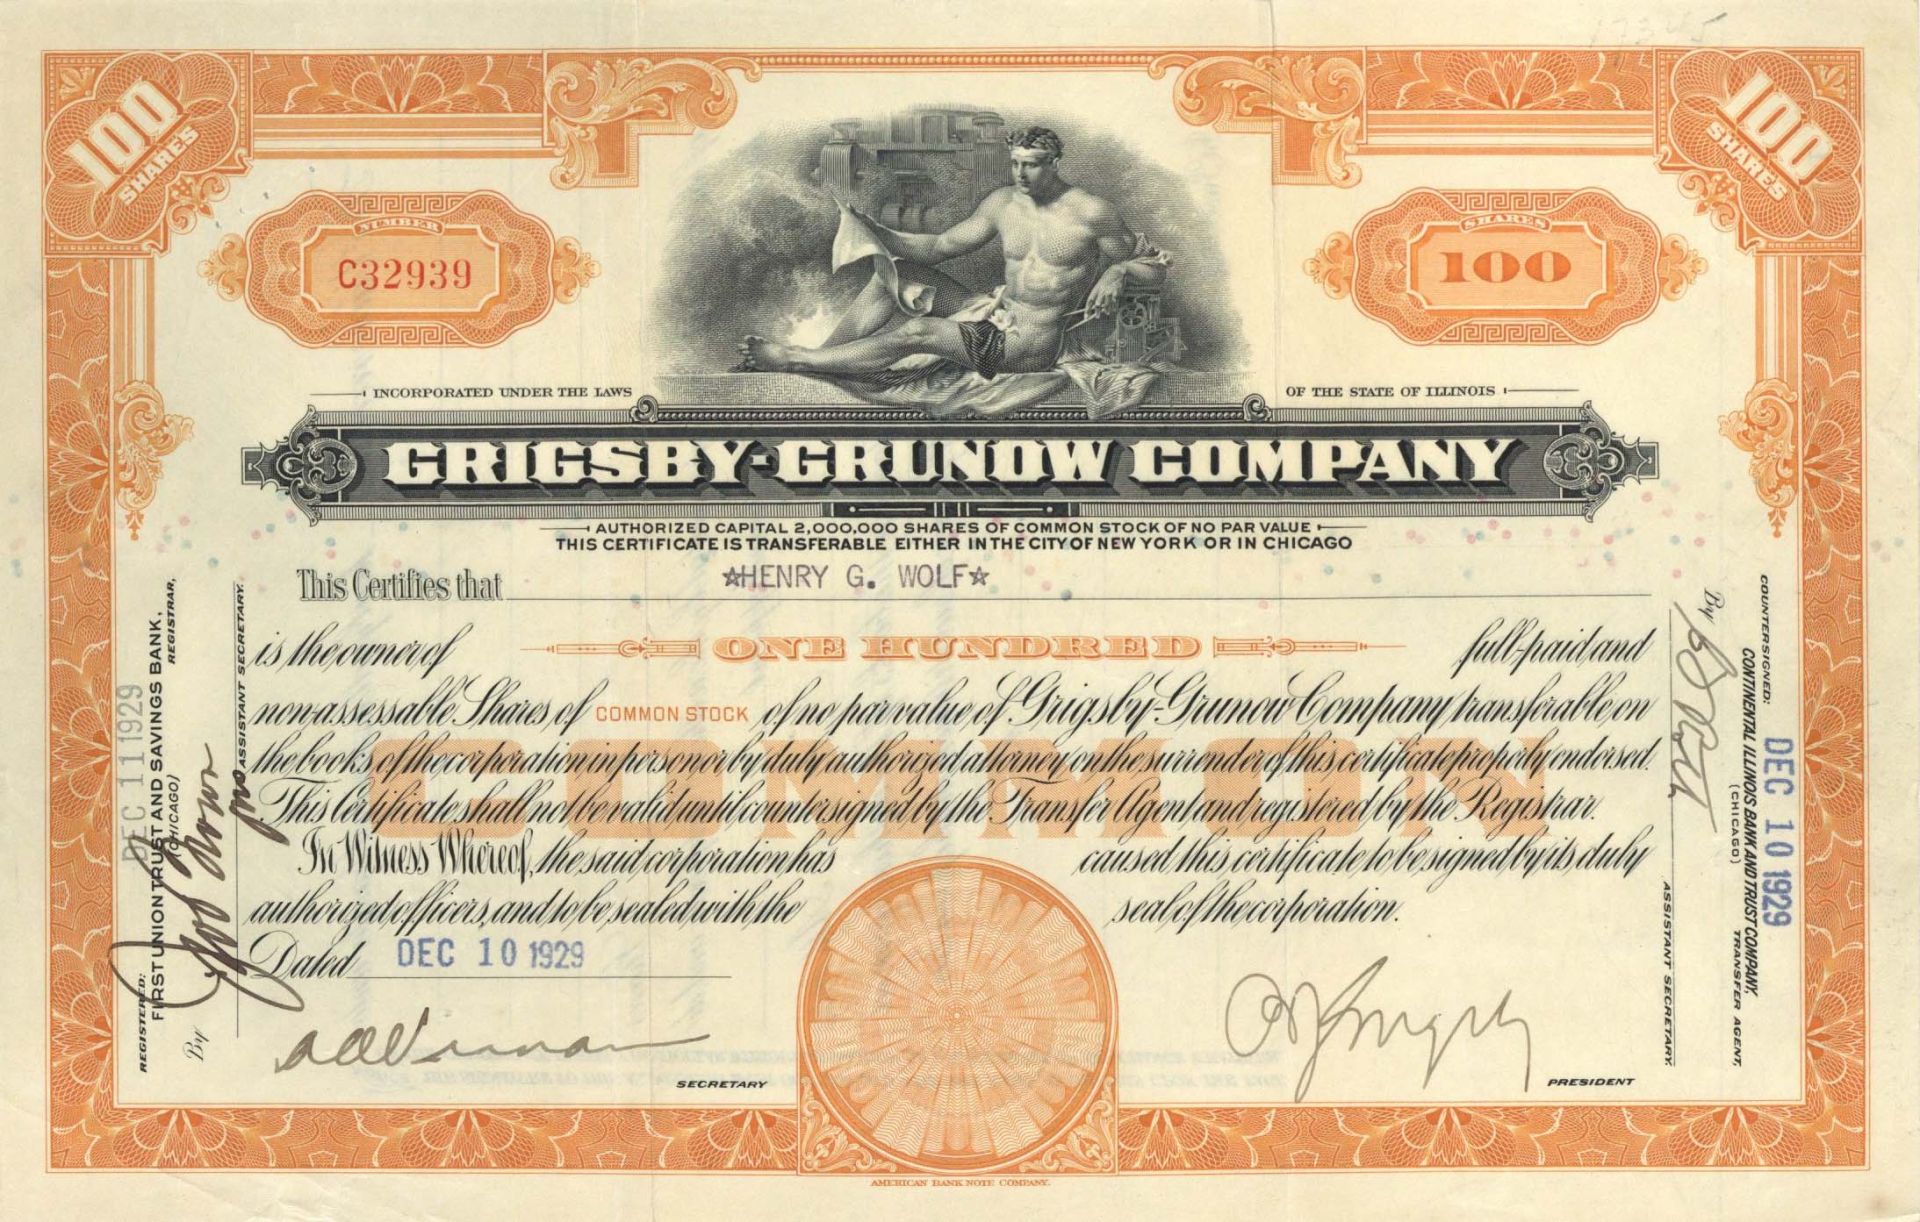 100 SHARES
100 SHARES
NUMBER
C32939
SHARES
100
INCORPORATED UNDER THE LAWS
OF THE STATE OF ILLINOIS
GRIGSBY-GRUNOW COMPANY
AUTHORIZED CAPITAL 2,000,000 SHARES OF COMMON STOCK OF NO PAR VALUE
THIS CERTIFICATE IS TRANSFERABLE EITHER IN THE CITY OF NEW YORK OR IN CHICAGO
This Certifies that ☆HENRY G. WOLF☆
is the owner of ONE HUNDRED full-paid and
non-assessable Shares of COMMON STOCK of no par value of Grigsby-Grunow Company transferable on
the books of the corporation in person or by duly authorized attorney on the surrender of this certificate properly endorsed.
This Certificate shall not be valid until countersigned by the Transfer Agent and registered by the Registrar.
COMMON
In Witness Whereof, the said corporation has caused this certificate to be signed by its duly
authorized officers, and to be sealed with the seal of the corporation.
Dated DEC 10 1929
SECRETARY
PRESIDENT
AMERICAN BANK NOTE COMPANY.
DEC 11 1929
REGISTERED:
FIRST UNION TRUST AND SAVINGS BANK,
(CHICAGO) REGISTRAR,
By
ASSISTANT SECRETARY.
COUNTERSIGNED:
CONTINENTAL ILLINOIS BANK AND TRUST COMPANY,
(CHICAGO) TRANSFER AGENT,
DEC 10 1929
By
ASSISTANT SECRETARY.